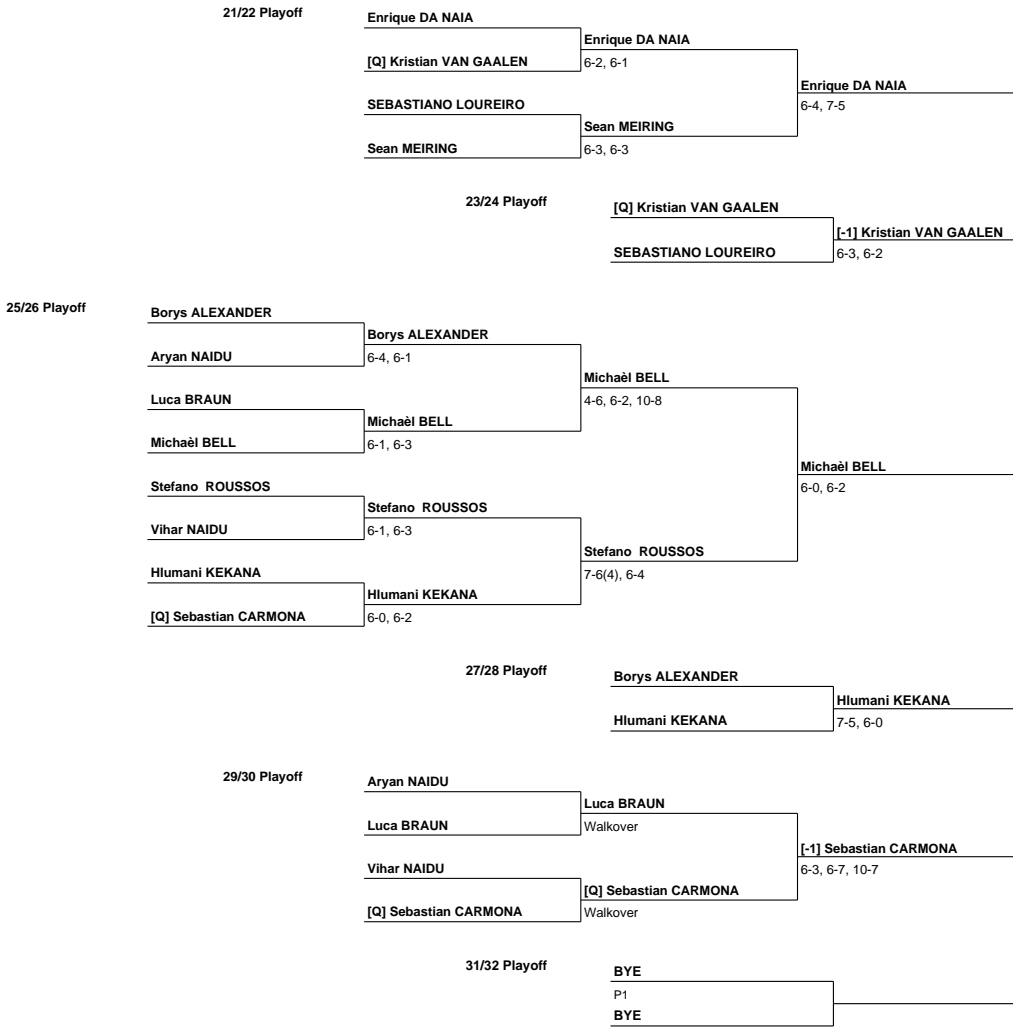 21/22 Playoff
Enrique DA NAIA
Enrique DA NAIA
[Q] Kristian VAN GAALEN
6-2, 6-1
Enrique DA NAIA
6-4, 7-5
SEBASTIANO LOUREIRO
Sean MEIRING
Sean MEIRING
6-3, 6-3
23/24 Playoff
[Q] Kristian VAN GAALEN
[-1] Kristian VAN GAALEN
SEBASTIANO LOUREIRO
6-3, 6-2
25/26 Playoff
Borys ALEXANDER
Borys ALEXANDER
Aryan NAIDU
6-4, 6-1
Michaèl BELL
4-6, 6-2, 10-8
Luca BRAUN
Michaèl BELL
Michaèl BELL
6-1, 6-3
Michaèl BELL
6-0, 6-2
Stefano  ROUSSOS
Stefano  ROUSSOS
Vihar NAIDU
6-1, 6-3
Stefano  ROUSSOS
7-6(4), 6-4
Hlumani KEKANA
Hlumani KEKANA
[Q] Sebastian CARMONA
6-0, 6-2
27/28 Playoff
Borys ALEXANDER
Hlumani KEKANA
Hlumani KEKANA
7-5, 6-0
29/30 Playoff
Aryan NAIDU
Luca BRAUN
Luca BRAUN
Walkover
[-1] Sebastian CARMONA
6-3, 6-7, 10-7
Vihar NAIDU
[Q] Sebastian CARMONA
[Q] Sebastian CARMONA
Walkover
31/32 Playoff
BYE
P1
BYE